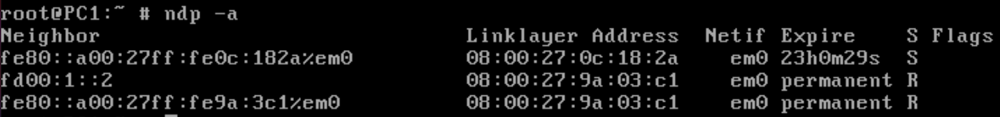 root@PC1:~ # ndp -a
Neighbor Linklayer Address Netif Expire S Flags
fe80::a00:27ff:fe0c:182a%em0 08:00:27:0c:18:2a em0 23h0m29s S
fd00:1::2 08:00:27:9a:03:c1 em0 permanent R
fe80::a00:27ff:fe9a:3c1%em0 08:00:27:9a:03:c1 em0 permanent R